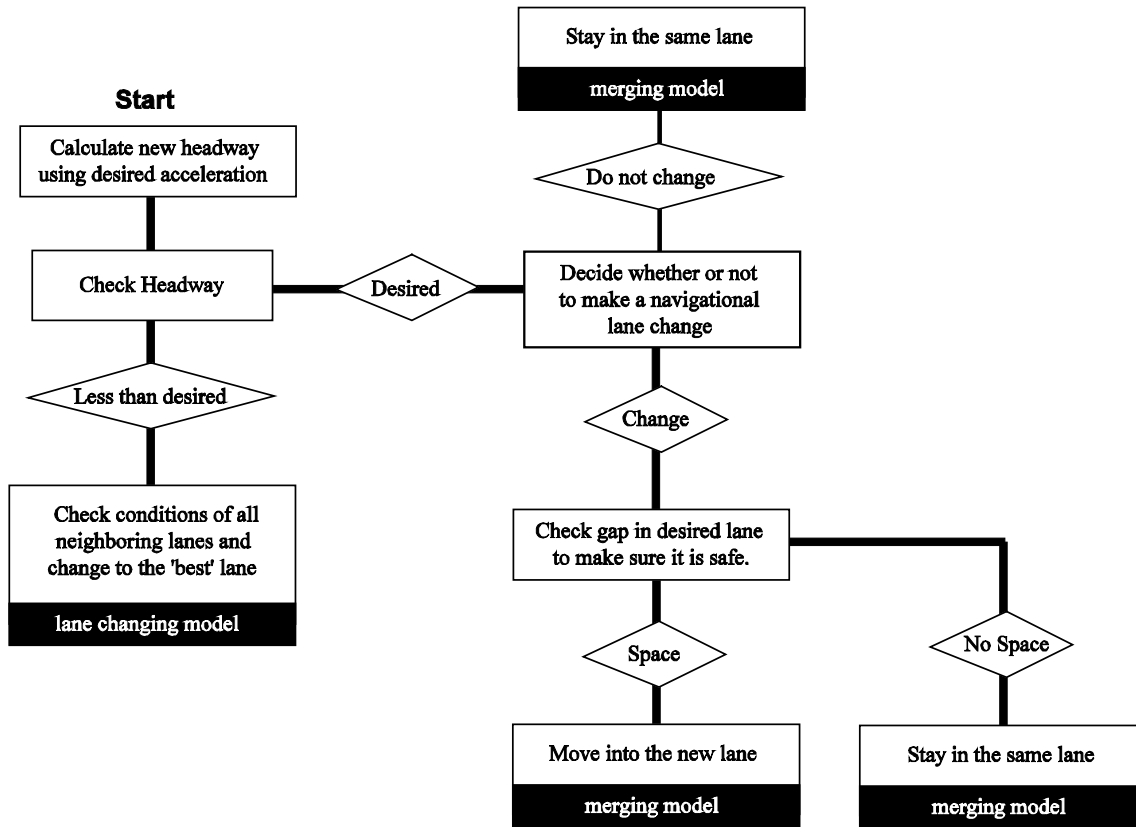 Start
Calculate new headway
using desired acceleration
Check Headway
Less than desired
Check conditions of all
neighboring lanes and
change to the 'best' lane
lane changing model
Desired
Stay in the same lane
merging model
Do not change
Decide whether or not
to make a navigational
lane change
Change
Check gap in desired lane
to make sure it is safe.
Space
Move into the new lane
merging model
No Space
Stay in the same lane
merging model